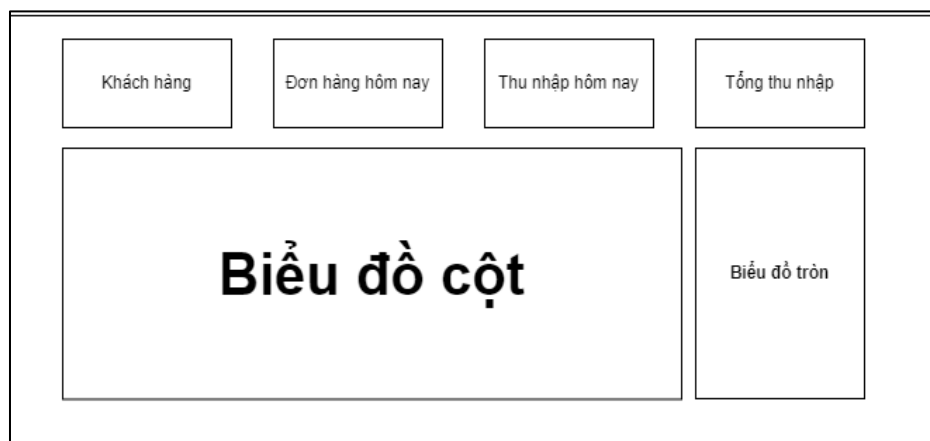 Khách hàng
Đơn hàng hôm nay
Thu nhập hôm nay
Tổng thu nhập
Biểu đồ cột
Biểu đồ tròn